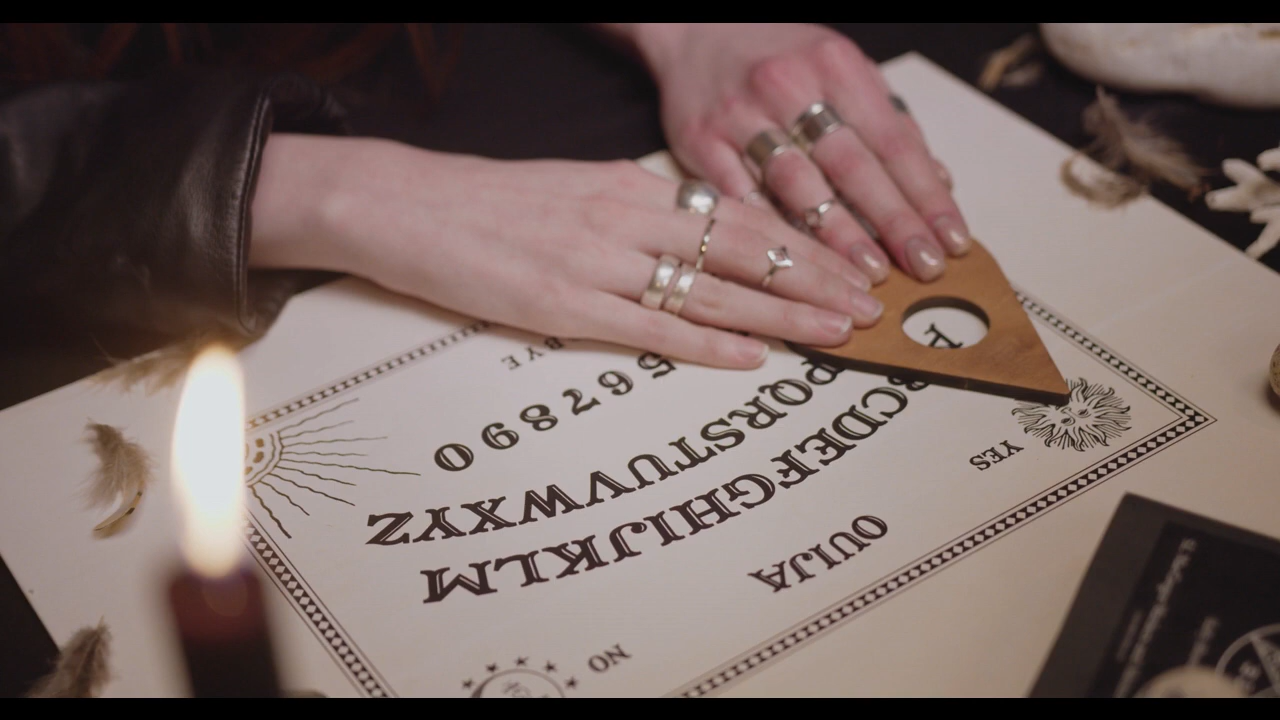 YES OUIJA NO
A BCDEFGHIJKLM
PQRSTUVWXYZ
567890
BYE